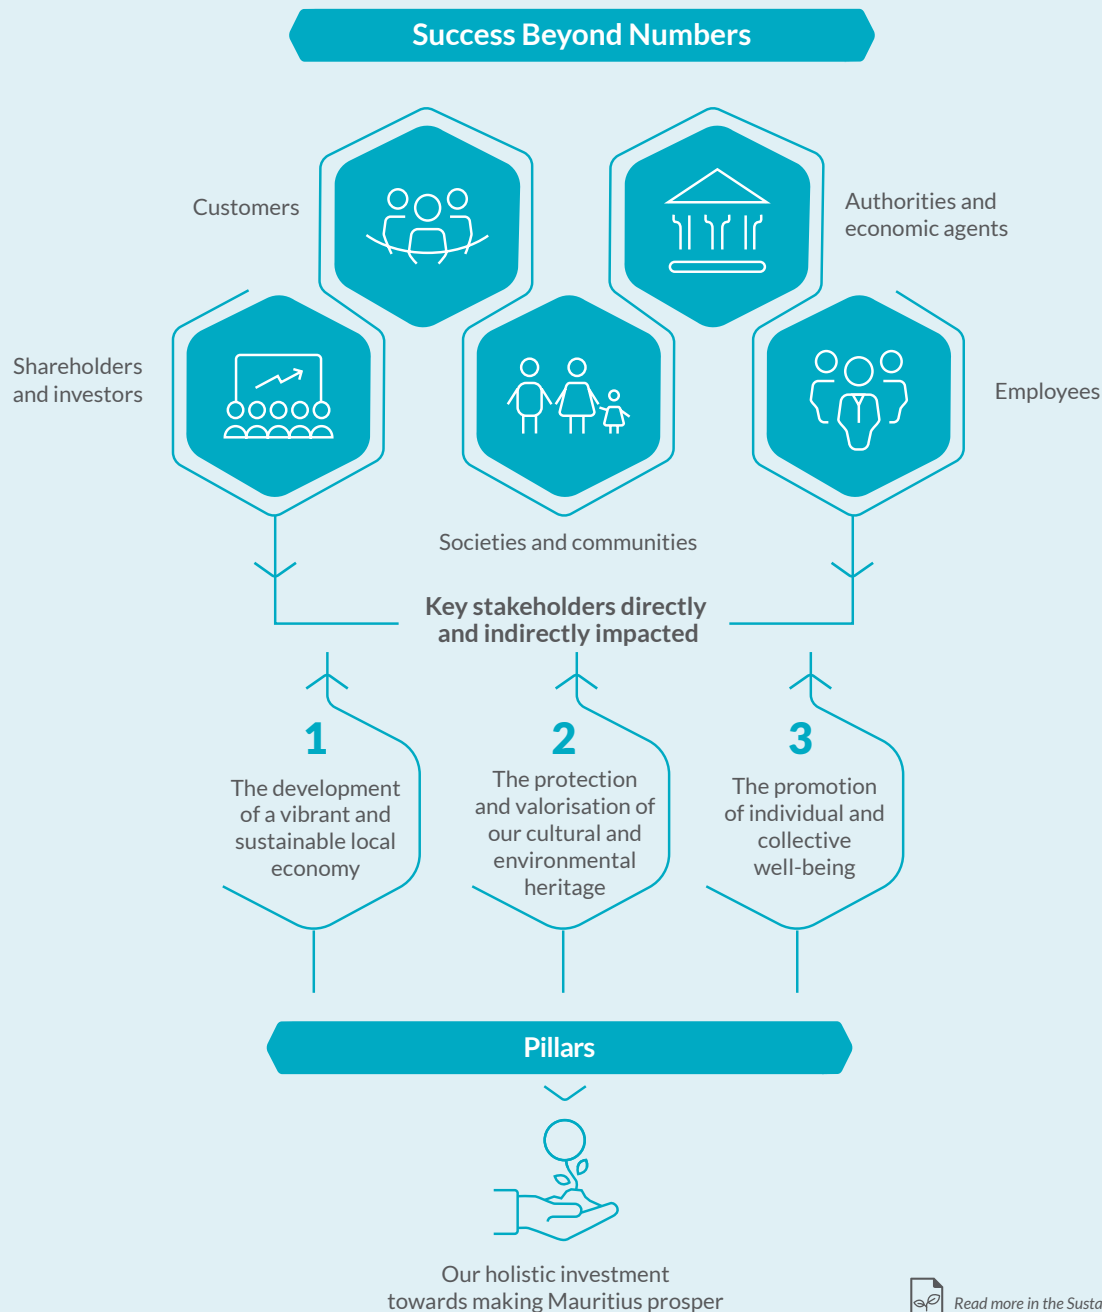 Success Beyond Numbers
Customers
Authorities and
economic agents
Shareholders
and investors
Employees
Societies and communities
Key stakeholders directly
and indirectly impacted
1
The development
of a vibrant and
sustainable local
economy
2
The protection
and valorisation of
our cultural and
environmental
heritage
3
The promotion
of individual and
collective
well-being
Pillars
Our holistic investment
towards making Mauritius prosper
Read more in the